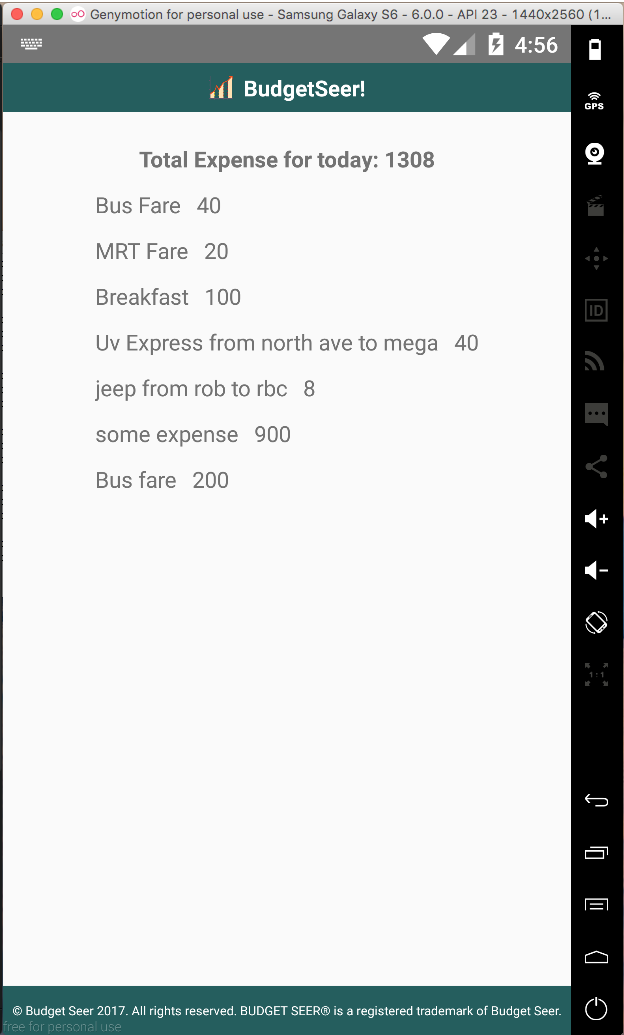 Genymotion for personal use - Samsung Galaxy S6 - 6.0.0 - API 23 - 1440x2560 (1...
4:56
GPS
BudgetSeer!
Total Expense for today: 1308
Bus Fare 40
MRT Fare 20
Breakfast 100
ID
Uv Express from north ave to mega 40
jeep from rob to rbc 8
some expense 900
Bus fare 200
1:1
© Budget Seer 2017. All rights reserved. BUDGET SEER® is a registered trademark of Budget Seer.
free for personal use